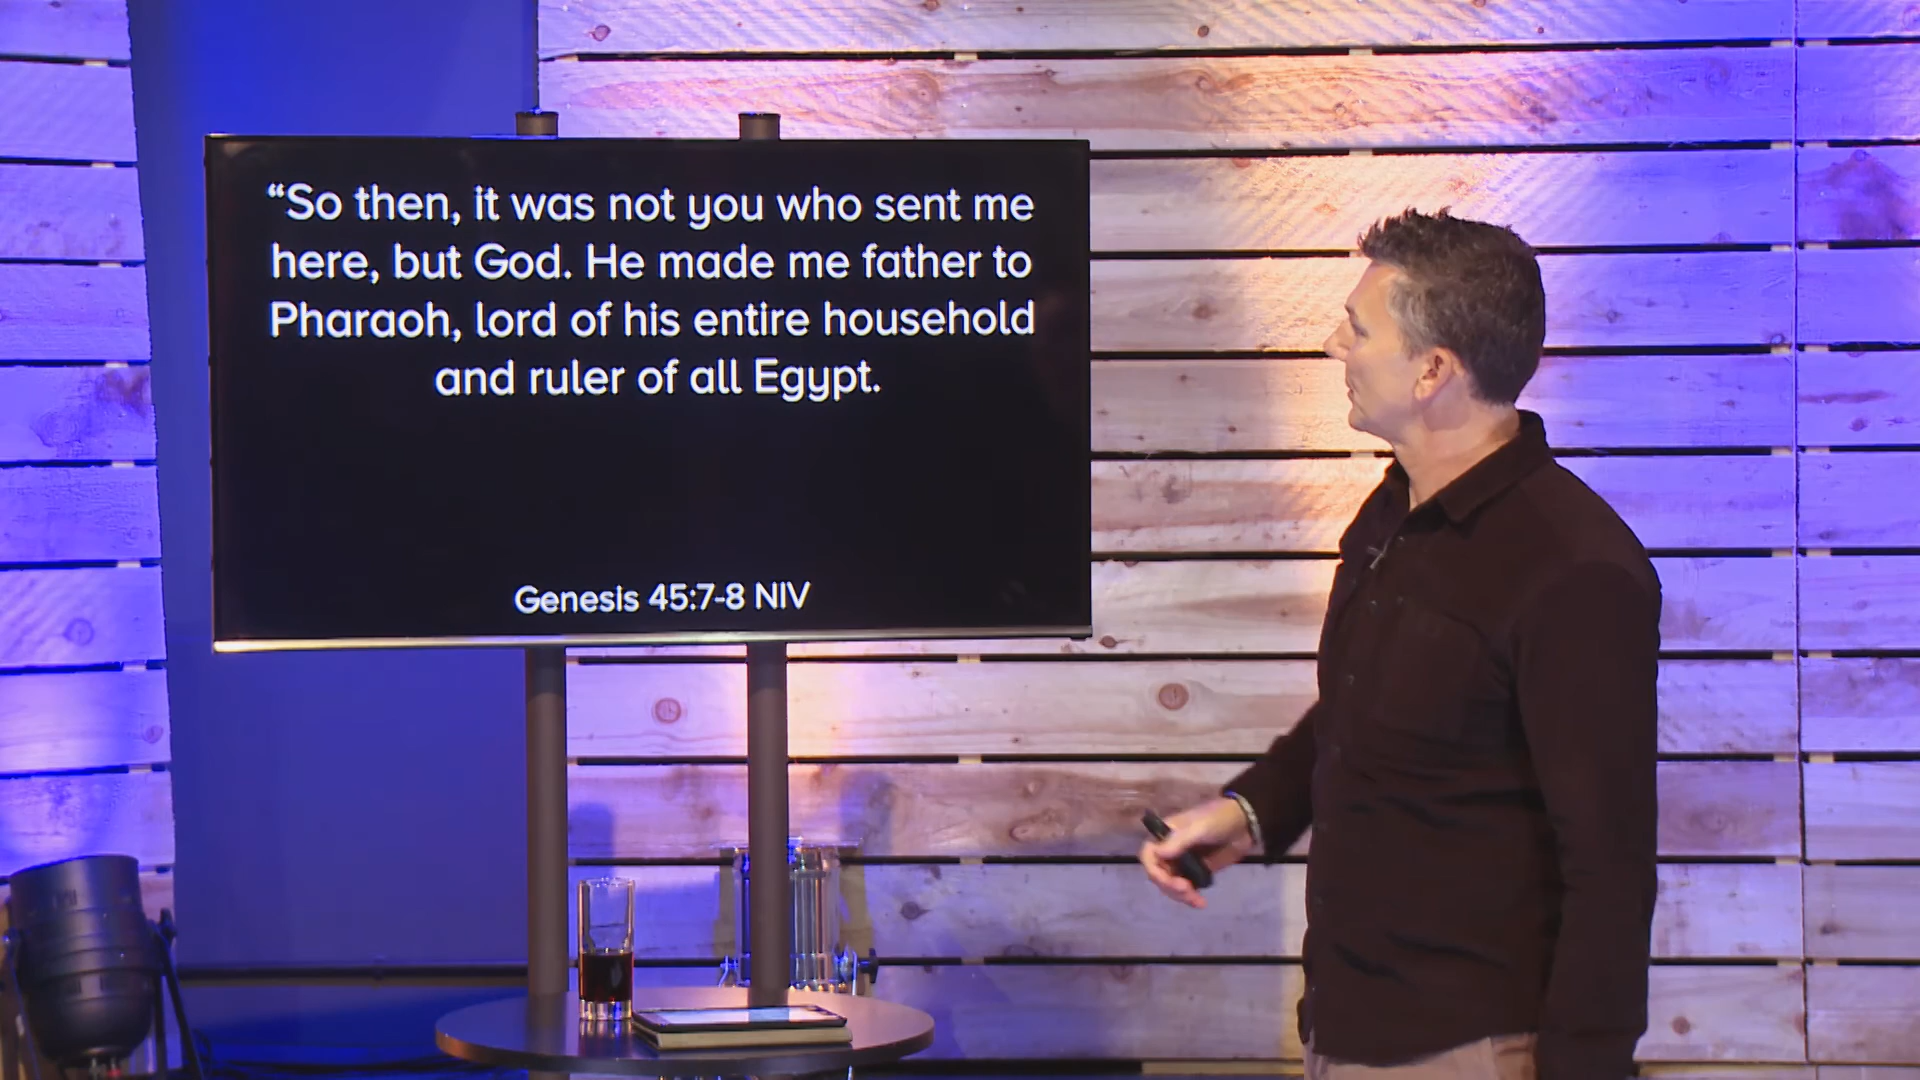 “So then, it was not you who sent me
here, but God. He made me father to
Pharaoh, lord of his entire household
and ruler of all Egypt.
Genesis 45:7-8 NIV